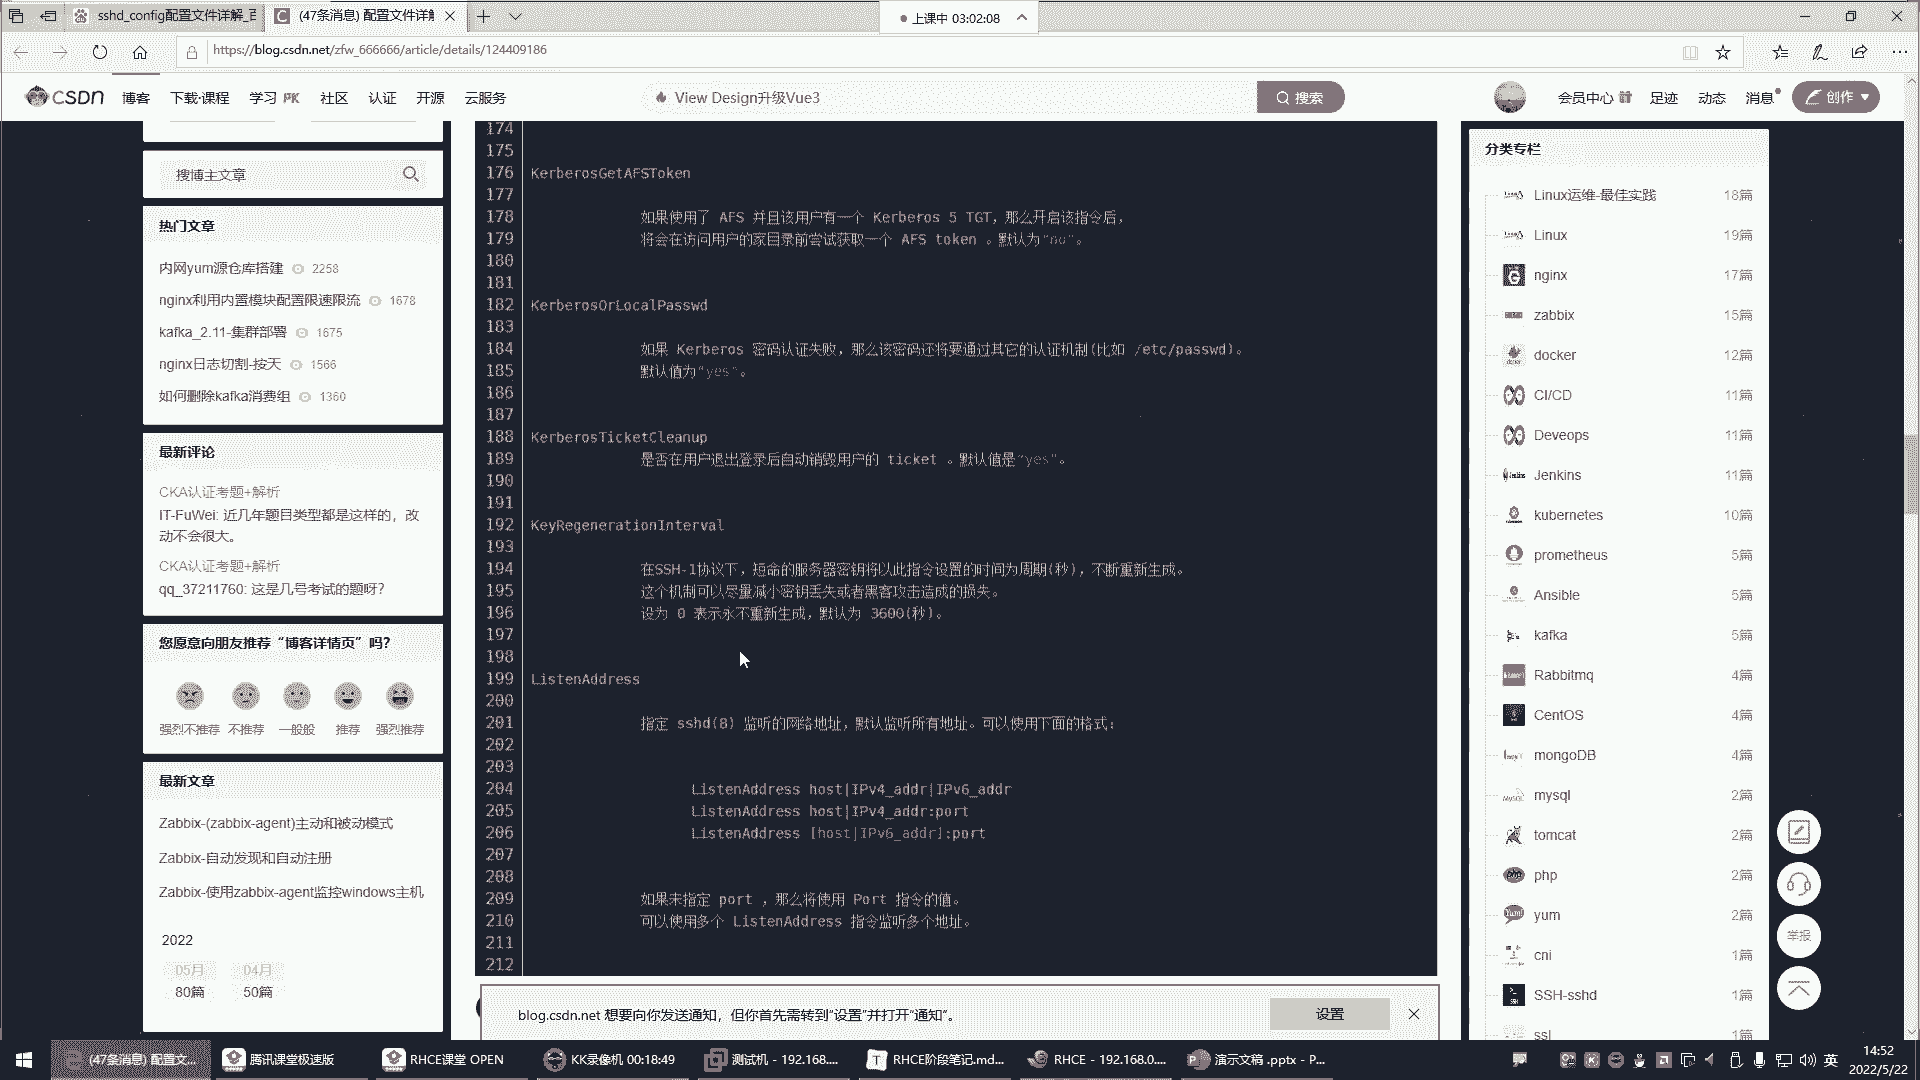 sshd_config配置文件详解_百
(47条消息) 配置文件详解
上课中 03:02:08
https://blog.csdn.net/zfw_666666/article/details/124409186
CSDN
博客
下载·课程
学习
社区
认证
开源
云服务
View Design升级Vue3
搜索
会员中心
足迹
动态
消息
创作
搜博主文章
热门文章
内网yum源仓库搭建 2258
nginx利用内置模块配置限速限流 1678
kafka_2.11-集群部署 1675
nginx日志切割-按天 1566
如何删除kafka消费组 1360
最新评论
CKA认证考题+解析
IT-FuWei: 近几年题目类型都是这样的，改
动不会很大。
CKA认证考题+解析
qq_37211760: 这是几号考试的题呀？
您愿意向朋友推荐“博客详情页”吗？
强烈不推荐 不推荐 一般般 推荐 强烈推荐
最新文章
Zabbix-(zabbix-agent)主动和被动模式
Zabbix-自动发现和自动注册
Zabbix-使用zabbix-agent监控windows主机
2022
05月 04月
80篇 50篇
174
175
176 KerberosGetAFSToken
177
178 如果使用了 AFS 并且该用户有一个 Kerberos 5 TGT，那么开启该指令后，
179 将会在访问用户的家目录前尝试获取一个 AFS token 。默认为"no"。
180
181
182 KerberosOrLocalPasswd
183
184 如果 Kerberos 密码认证失败，那么该密码还将要通过其它的认证机制(比如 /etc/passwd)。
185 默认值为"yes"。
186
187
188 KerberosTicketCleanup
189 是否在用户退出登录后自动销毁用户的 ticket 。默认值是"yes"。
190
191
192 KeyRegenerationInterval
193
194 在SSH-1协议下，短命的服务器密钥将以此指令设置的时间为周期(秒)，不断重新生成。
195 这个机制可以尽量减小密钥丢失或者黑客攻击造成的损失。
196 设为 0 表示永不重新生成，默认为 3600(秒)。
197
198
199 ListenAddress
200
201 指定 sshd(8) 监听的网络地址，默认监听所有地址。可以使用下面的格式：
202
203
204 ListenAddress host|IPv4_addr|IPv6_addr
205 ListenAddress host|IPv4_addr:port
206 ListenAddress [host|IPv6_addr]:port
207
208
209 如果未指定 port ，那么将使用 Port 指令的值。
210 可以使用多个 ListenAddress 指令监听多个地址。
211
212
blog.csdn.net 想要向你发送通知，但你首先需转到“设置”并打开“通知”。
设置
分类专栏
Linux运维-最佳实践 18篇
Linux 19篇
nginx 17篇
zabbix 15篇
docker 12篇
CI/CD 11篇
Deveops 11篇
Jenkins 11篇
kubernetes 10篇
prometheus 5篇
Ansible 5篇
kafka 5篇
Rabbitmq 4篇
CentOS 4篇
mongoDB 4篇
mysql 2篇
tomcat 2篇
php 2篇
yum 2篇
cni 1篇
SSH-sshd 1篇
ssl 1篇
举报
(47条消息) 配置文...
腾讯课堂极速版
RHCE课堂 OPEN
KK录像机 00:18:49
测试机 - 192.168....
RHCE阶段笔记.md...
RHCE - 192.168.0....
演示文稿 .pptx - P...
英
14:52
2022/5/22